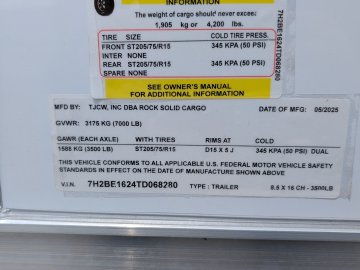 INFORMATION
The weight of cargo should never exceed
1,905 kg or 4,200 lbs.
TIRE SIZE COLD TIRE PRESS.
FRONT ST205/75/R15 345 KPA (50 PSI)
INTER NONE
REAR ST205/75/R15 345 KPA (50 PSI)
SPARE NONE
7H2BE1624TD068280
SEE OWNER'S MANUAL
FOR ADDITIONAL INFORMATION
MFD BY: TJCW, INC DBA ROCK SOLID CARGO DATE OF MFG: 05/2025
GVWR: 3175 KG (7000 LB)
GAWR (EACH AXLE) WITH TIRES RIMS AT COLD
1588 KG (3500 LB) ST205/75/R15 D15 X 5 J 345 KPA (50 PSI) DUAL
THIS VEHICLE CONFORMS TO ALL APPLICABLE U.S. FEDERAL MOTOR VEHICLE SAFETY
STANDARDS IN EFFECT ON THE DATE OF MANUFACTURE SHOWN ABOVE
V.I.N. 7H2BE1624TD068280 TYPE : TRAILER 8.5 X 16 CH - 3500LB